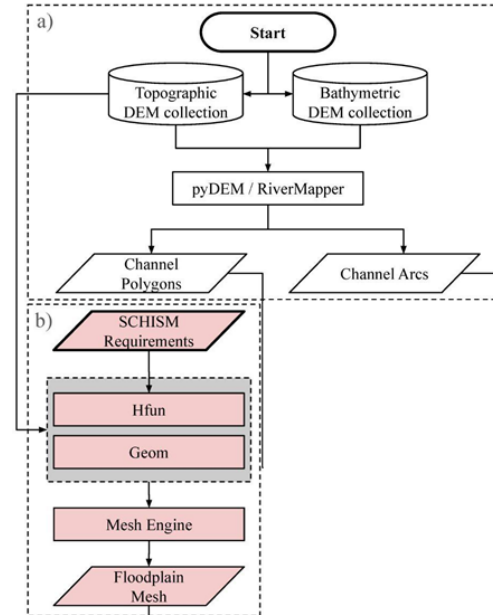 a)
Start
Topographic
DEM collection
Bathymetric
DEM collection
pyDEM / RiverMapper
Channel
Polygons
Channel Arcs
b)
SCHISM
Requirements
Hfun
Geom
Mesh Engine
Floodplain
Mesh